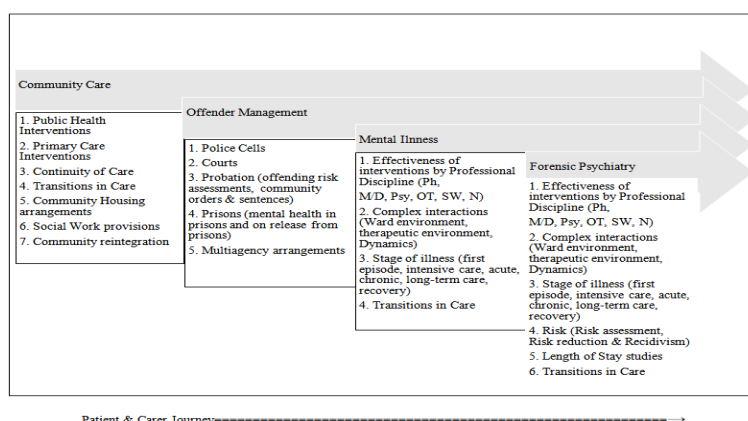 Community Care
1. Public Health
Interventions
2. Primary Care
Interventions
3. Continuity of Care
4. Transitions in Care
5. Community Housing
arrangements
6. Social Work provisions
7. Community reintegration
Offender Management
1. Police Cells
2. Courts
3. Probation (offending risk
assessments, community
orders & sentences)
4. Prisons (mental health in
prisons and on release from
prisons)
5. Multiagency arrangements
Mental Ilnness
1. Effectiveness of
interventions by Professional
Discipline (Ph,
M/D, Psy, OT, SW, N)
2. Complex interactions
(Ward environment,
therapeutic environment,
Dynamics)
3. Stage of illness (first
episode, intensive care, acute,
chronic, long-term care,
recovery)
4. Transitions in Care
Forensic Psychiatry
1. Effectiveness of
interventions by Professional
Discipline (Ph,
M/D, Psy, OT, SW, N)
2. Complex interactions
(Ward environment,
therapeutic environment,
Dynamics)
3. Stage of illness (first
episode, intensive care, acute,
chronic, long-term care,
recovery)
4. Risk (Risk assessment,
Risk reduction & Recidivism)
5. Length of Stay studies
6. Transitions in Care
Patient & Carer Journey